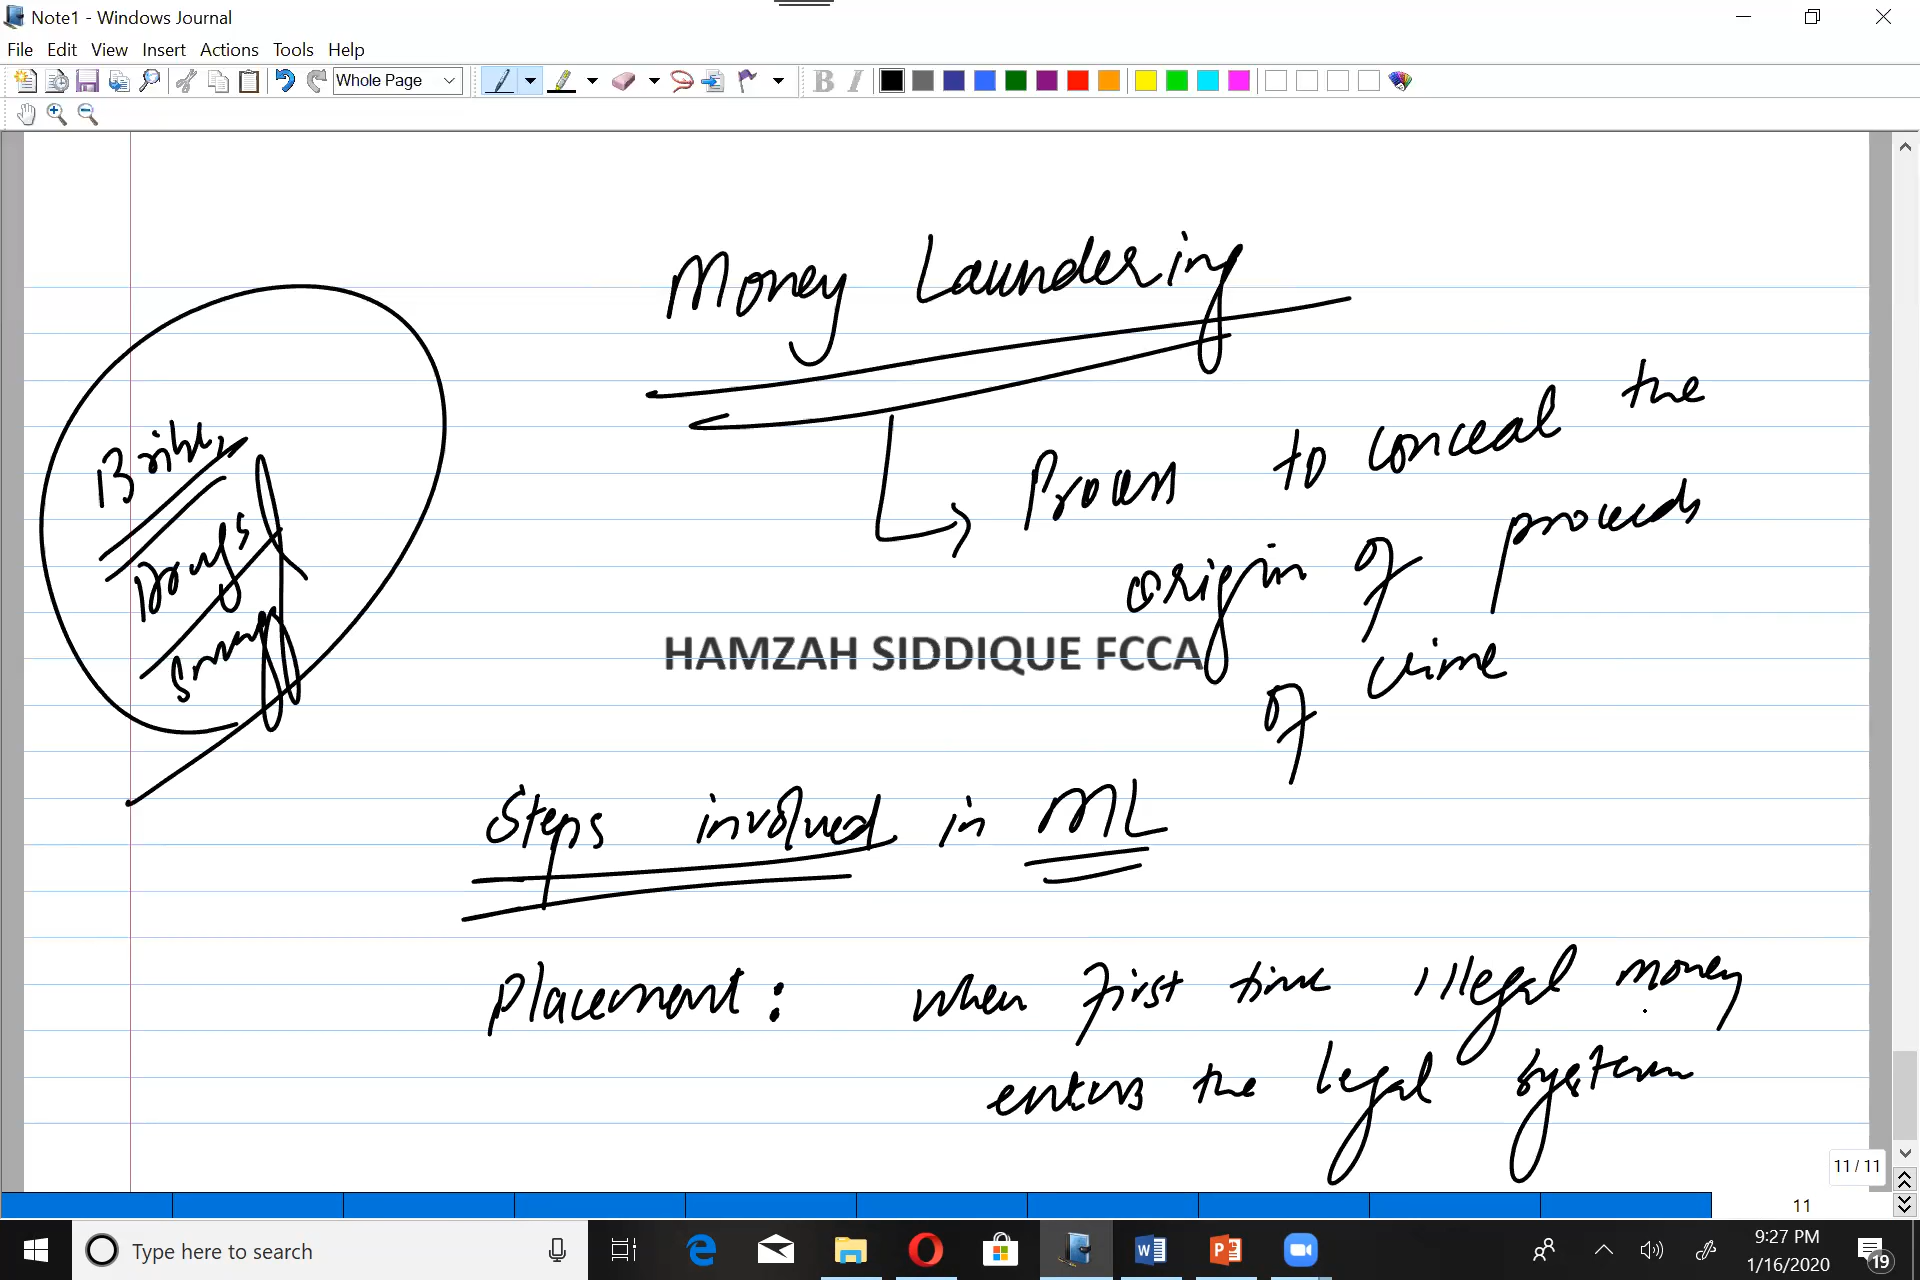 Note1 - Windows Journal
File Edit View Insert Actions Tools Help
Whole Page
B I
Money Laundering
Process to conceal the
origin of proceeds
of crime
Bribery
Drugs
HAMZAH SIDDIQUE FCCA
Steps involved in ML
Placement: when first time illegal money
enters the legal system
11 / 11
11
Type here to search
9:27 PM
1/16/2020
19